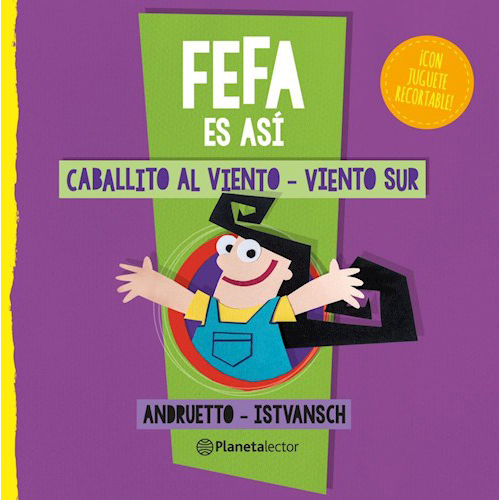 FEFA
ES ASÍ
¡CON
JUGUETE
RECORTABLE!
CABALLITO AL VIENTO - VIENTO SUR
ANDRUETTO - ISTVANSCH
Planetalector